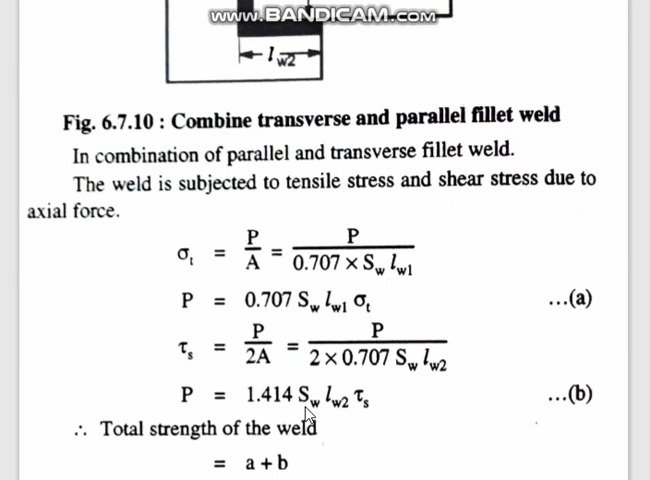 www.BANDICAM.com
l w2
Fig. 6.7.10 : Combine transverse and parallel fillet weld
In combination of parallel and transverse fillet weld.
The weld is subjected to tensile stress and shear stress due to
axial force.
σt = P/A = P/(0.707 × Sw lw1)
P = 0.707 Sw lw1 σt ...(a)
τs = P/2A = P/(2 × 0.707 Sw lw2)
P = 1.414 Sw lw2 τs ...(b)
∴ Total strength of the weld
= a + b